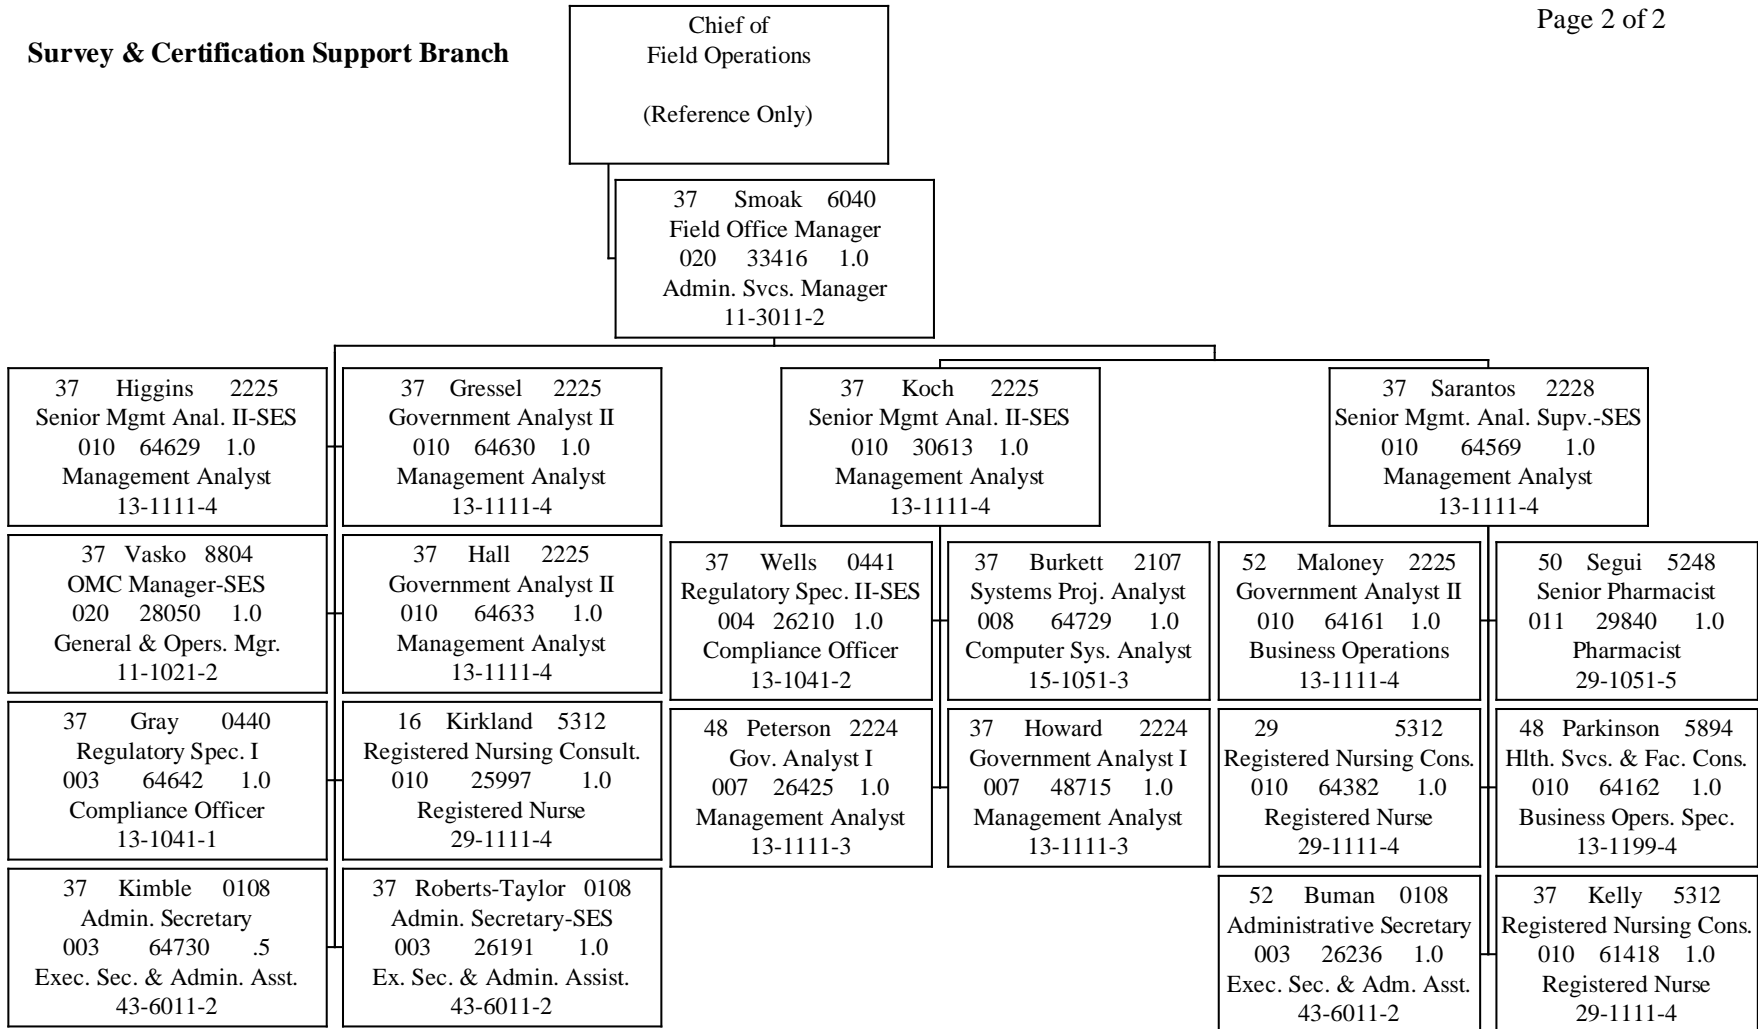 Page 2 of 2
Survey & Certification Support Branch
Chief of
Field Operations
(Reference Only)
37 Smoak 6040
Field Office Manager
020 33416 1.0
Admin. Svcs. Manager
11-3011-2
37 Higgins 2225
Senior Mgmt Anal. II-SES
010 64629 1.0
Management Analyst
13-1111-4
37 Gressel 2225
Government Analyst II
010 64630 1.0
Management Analyst
13-1111-4
37 Koch 2225
Senior Mgmt Anal. II-SES
010 30613 1.0
Management Analyst
13-1111-4
37 Sarantos 2228
Senior Mgmt. Anal. Supv.-SES
010 64569 1.0
Management Analyst
13-1111-4
37 Vasko 8804
OMC Manager-SES
020 28050 1.0
General & Opers. Mgr.
11-1021-2
37 Hall 2225
Government Analyst II
010 64633 1.0
Management Analyst
13-1111-4
37 Wells 0441
Regulatory Spec. II-SES
004 26210 1.0
Compliance Officer
13-1041-2
37 Burkett 2107
Systems Proj. Analyst
008 64729 1.0
Computer Sys. Analyst
15-1051-3
52 Maloney 2225
Government Analyst II
010 64161 1.0
Business Operations
13-1111-4
50 Segui 5248
Senior Pharmacist
011 29840 1.0
Pharmacist
29-1051-5
37 Gray 0440
Regulatory Spec. I
003 64642 1.0
Compliance Officer
13-1041-1
16 Kirkland 5312
Registered Nursing Consult.
010 25997 1.0
Registered Nurse
29-1111-4
48 Peterson 2224
Gov. Analyst I
007 26425 1.0
Management Analyst
13-1111-3
37 Howard 2224
Government Analyst I
007 48715 1.0
Management Analyst
13-1111-3
29 5312
Registered Nursing Cons.
010 64382 1.0
Registered Nurse
29-1111-4
48 Parkinson 5894
Hlth. Svcs. & Fac. Cons.
010 64162 1.0
Business Opers. Spec.
13-1199-4
37 Kimble 0108
Admin. Secretary
003 64730 .5
Exec. Sec. & Admin. Asst.
43-6011-2
37 Roberts-Taylor 0108
Admin. Secretary-SES
003 26191 1.0
Ex. Sec. & Admin. Assist.
43-6011-2
52 Buman 0108
Administrative Secretary
003 26236 1.0
Exec. Sec. & Adm. Asst.
43-6011-2
37 Kelly 5312
Registered Nursing Cons.
010 61418 1.0
Registered Nurse
29-1111-4